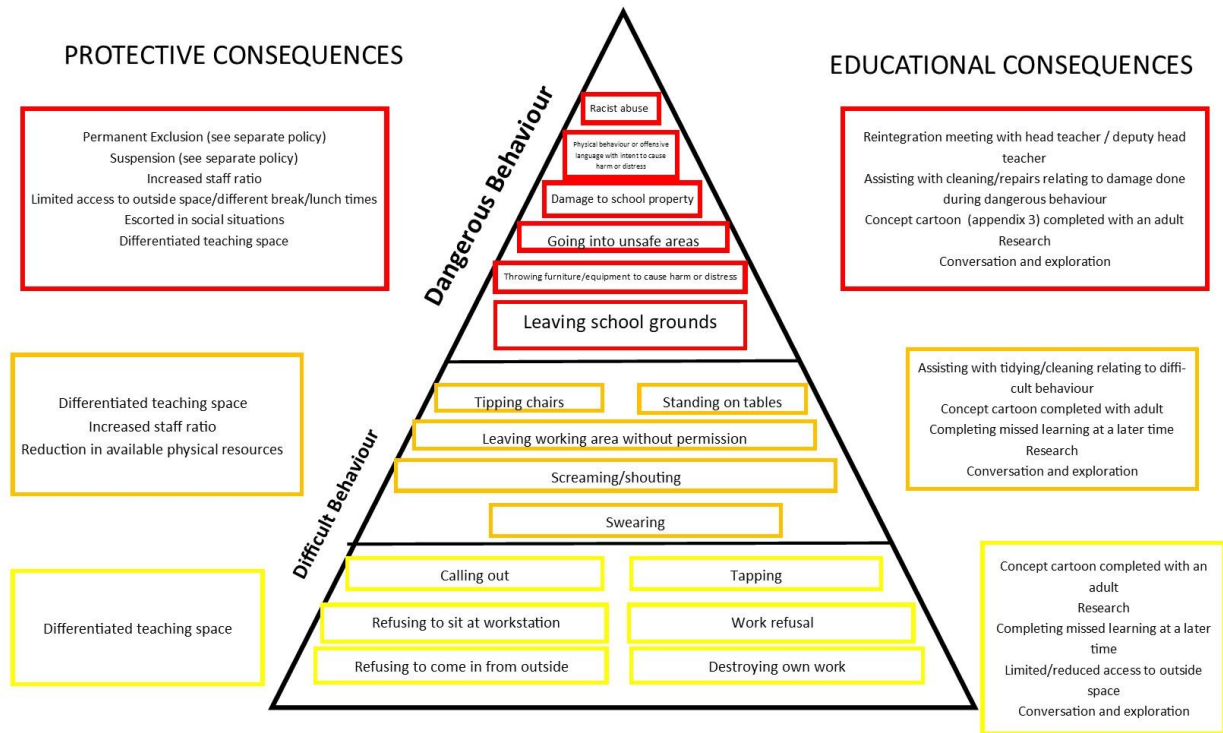 PROTECTIVE CONSEQUENCES
Permanent Exclusion (see separate policy)
Suspension (see separate policy)
Increased staff ratio
Limited access to outside space/different break/lunch times
Escorted in social situations
Differentiated teaching space
Differentiated teaching space
Increased staff ratio
Reduction in available physical resources
Differentiated teaching space
Dangerous Behaviour
Difficult Behaviour
Racist abuse
Physical behaviour or offensive
language with intent to cause
harm or distress
Damage to school property
Going into unsafe areas
Throwing furniture/equipment to cause harm or distress
Leaving school grounds
Tipping chairs
Standing on tables
Leaving working area without permission
Screaming/shouting
Swearing
Calling out
Tapping
Refusing to sit at workstation
Work refusal
Refusing to come in from outside
Destroying own work
EDUCATIONAL CONSEQUENCES
Reintegration meeting with head teacher / deputy head
teacher
Assisting with cleaning/repairs relating to damage done
during dangerous behaviour
Concept cartoon (appendix 3) completed with an adult
Research
Conversation and exploration
Assisting with tidying/cleaning relating to diffi-
cult behaviour
Concept cartoon completed with adult
Completing missed learning at a later time
Research
Conversation and exploration
Concept cartoon completed with an
adult
Research
Completing missed learning at a later
time
Limited/reduced access to outside
space
Conversation and exploration